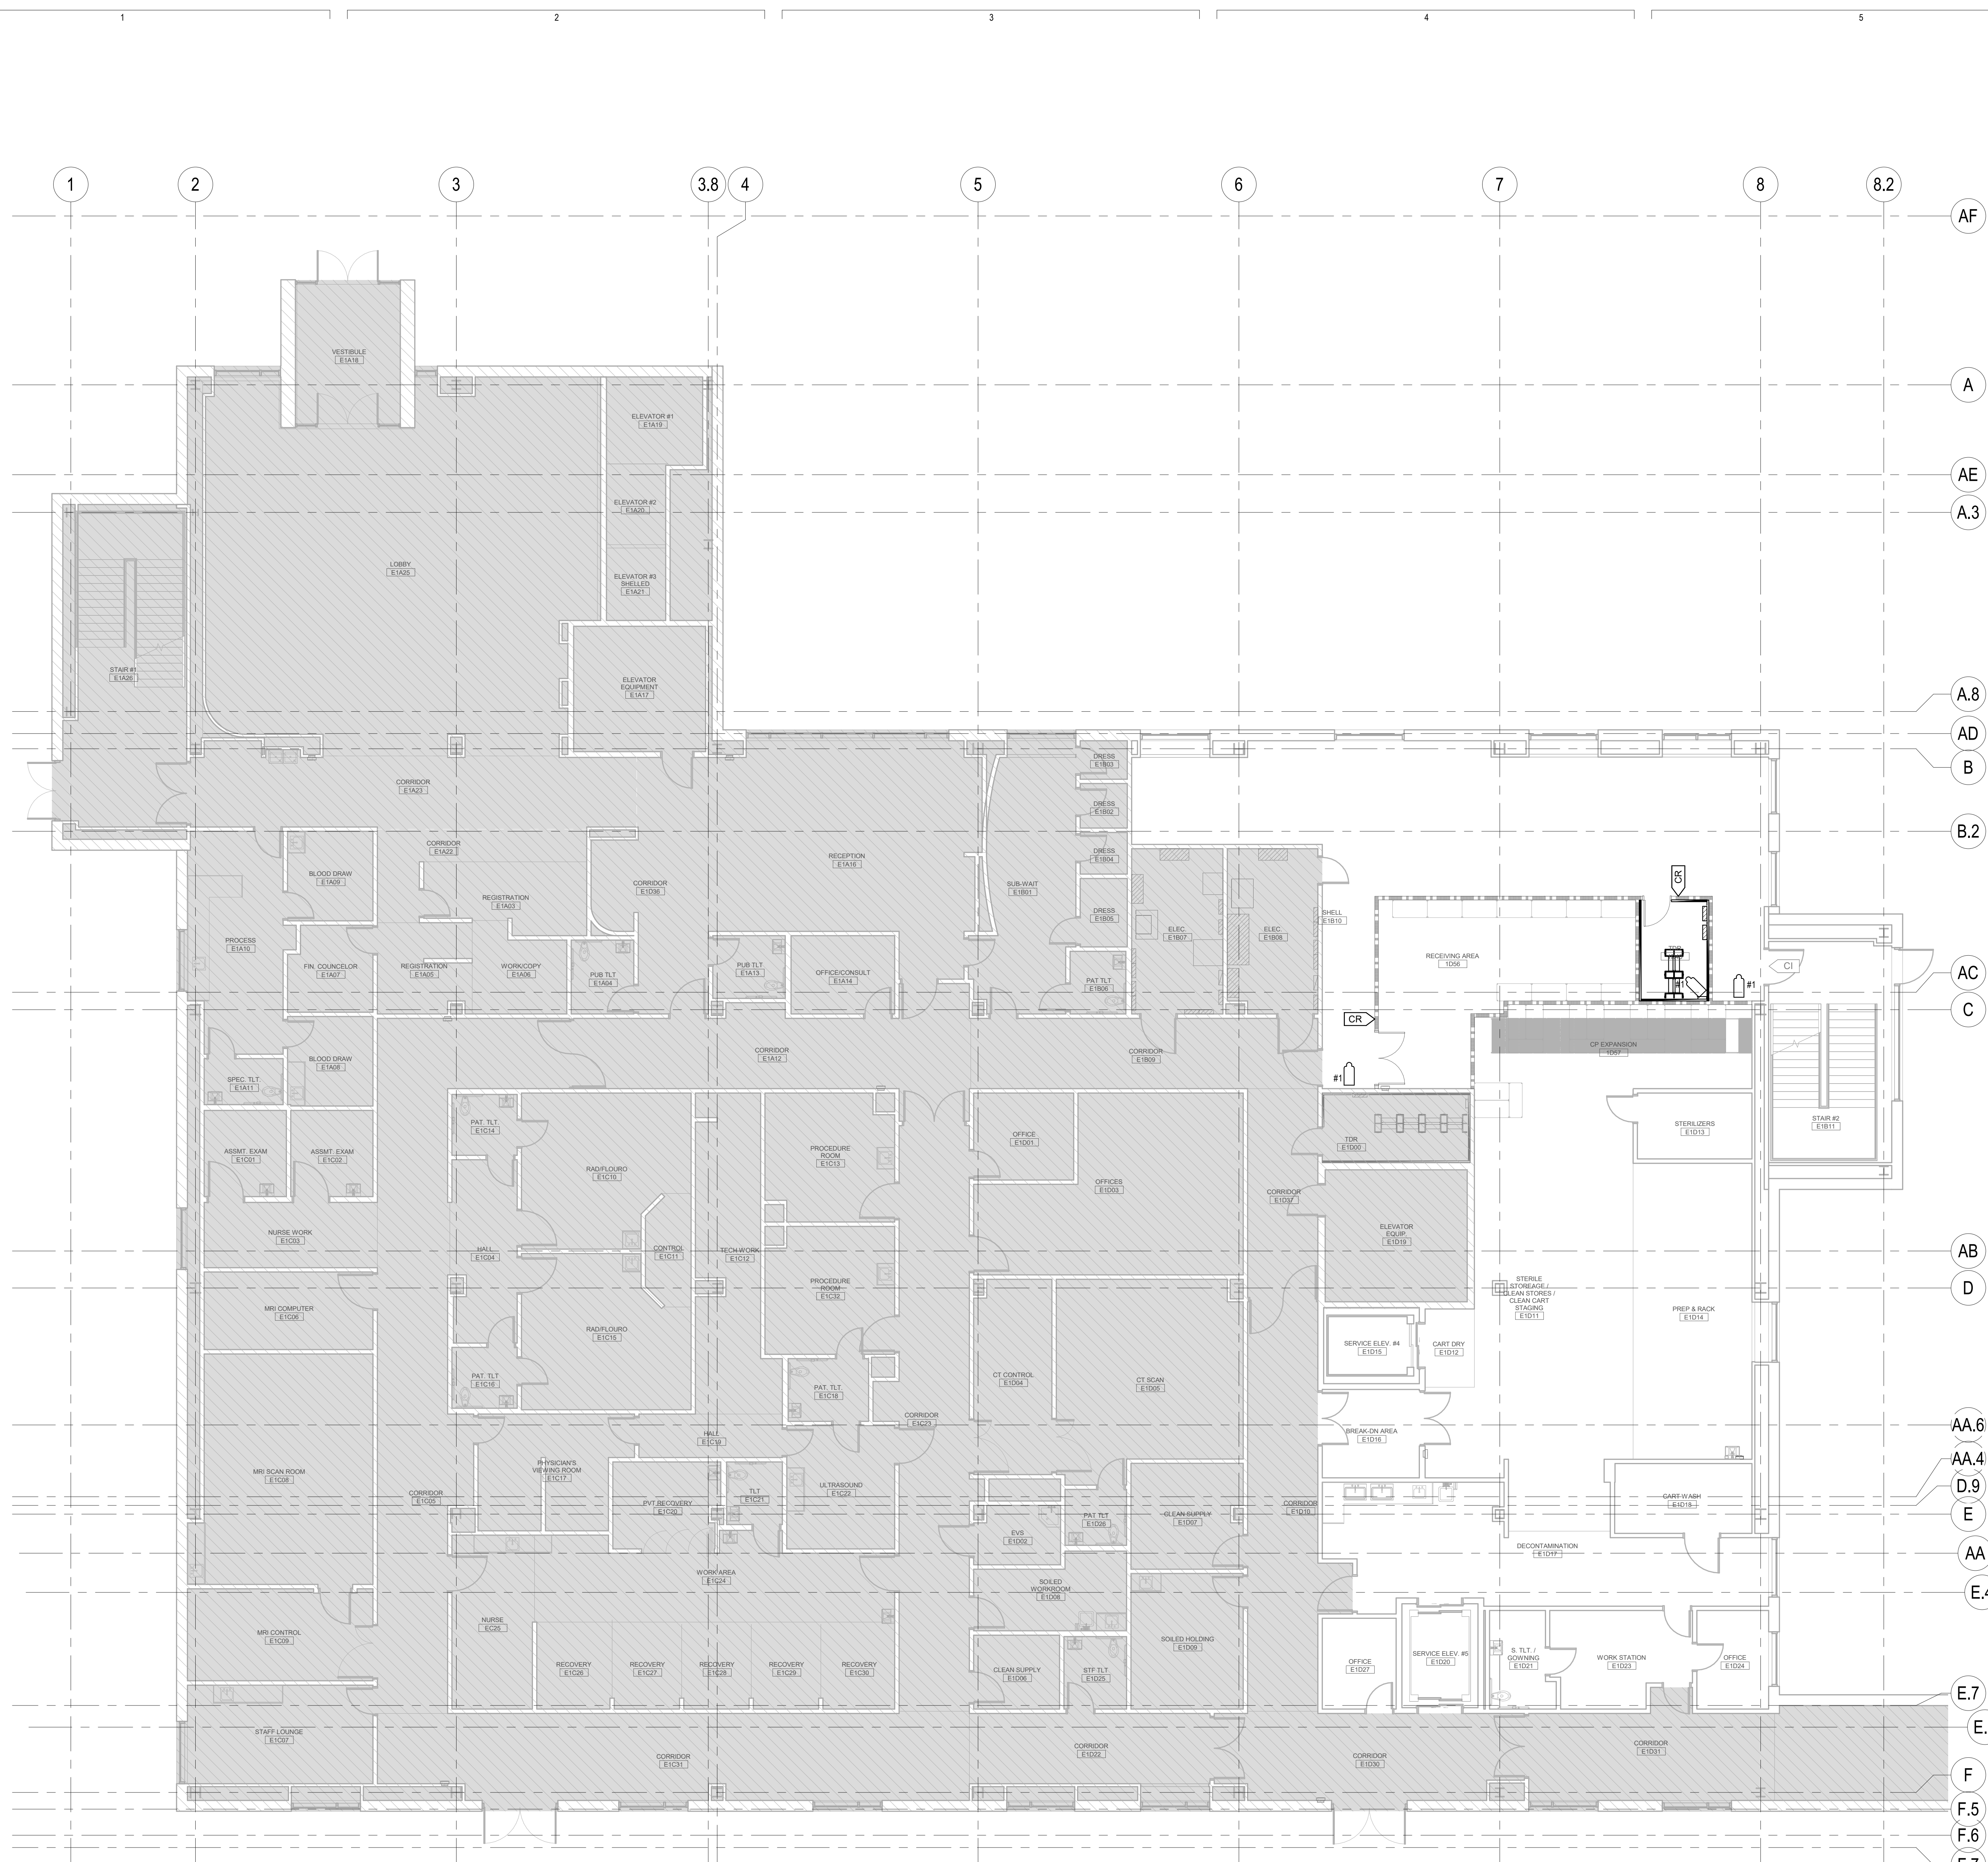 1
2
3
4
5
1
2
3
3.8
4
5
6
7
8
8.2
AF
A
AE
A.3
A.8
AD
B
B.2
AC
C
AB
D
AA.6
AA.4
D.9
E
AA
E.7
F
F.5
F.6
VESTIBULE
E1A18
ELEVATOR #1
E1A19
ELEVATOR #2
E1A20
ELEVATOR #3
SHELLED
E1A21
LOBBY
E1A25
STAIR #1
E1A26
ELEVATOR
EQUIPMENT
E1A17
CORRIDOR
E1A23
CORRIDOR
E1A22
BLOOD DRAW
E1A09
REGISTRATION
E1A03
CORRIDOR
E1D36
RECEPTION
E1A16
SUB-WAIT
E1B01
DRESS
E1B03
DRESS
E1B02
DRESS
E1B04
DRESS
E1B05
ELEC.
E1B07
ELEC.
E1B08
SHELL
E1B10
CR
RECEIVING AREA
1D56
TDR
#1
#1
CI
CR
#1
PROCESS
E1A10
FIN. COUNCELOR
E1A07
REGISTRATION
E1A05
WORK/COPY
E1A06
PUB TLT
E1A04
PUB TLT
E1A13
OFFICE/CONSULT
E1A14
PAT TLT
E1B06
CORRIDOR
E1A12
CORRIDOR
E1B09
CP EXPANSION
1D57
BLOOD DRAW
E1A08
SPEC. TLT.
E1A11
PAT. TLT.
E1C14
ASSMT. EXAM
E1C01
ASSMT. EXAM
E1C02
RAD/FLOURO
E1C10
PROCEDURE
ROOM
E1C13
OFFICE
E1D01
OFFICES
E1D03
TDR
E1D00
STERILIZERS
E1D13
STAIR #2
E1B11
CORRIDOR
E1D37
ELEVATOR
EQUIP.
E1D19
NURSE WORK
E1C03
HALL
E1C04
CONTROL
E1C11
TECH WORK
E1C12
PROCEDURE
ROOM
E1C32
STERILE
STOREAGE /
CLEAN STORES /
CLEAN CART
STAGING
E1D11
PREP & RACK
E1D14
MRI COMPUTER
E1C06
RAD/FLOURO
E1C15
SERVICE ELEV. #4
E1D15
CART DRY
E1D12
PAT. TLT
E1C16
PAT. TLT.
E1C18
CT CONTROL
E1D04
CT SCAN
E1D05
CORRIDOR
E1C23
HALL
E1C19
BREAK-DN AREA
E1D16
MRI SCAN ROOM
E1C08
CORRIDOR
E1C05
PHYSICIAN'S
VIEWING ROOM
E1C17
PVT RECOVERY
E1C20
TLT
E1C21
ULTRASOUND
E1C22
EVS
E1D02
PAT TLT
E1D26
CLEAN SUPPLY
E1D07
CORRIDOR
E1D10
CART WASH
E1D18
DECONTAMINATION
E1D17
WORK AREA
E1C24
SOILED
WORKROOM
E1D08
MRI CONTROL
E1C09
NURSE
EC25
RECOVERY
E1C26
RECOVERY
E1C27
RECOVERY
E1C28
RECOVERY
E1C29
RECOVERY
E1C30
CLEAN SUPPLY
E1D06
STF TLT
E1D25
SOILED HOLDING
E1D09
OFFICE
E1D27
SERVICE ELEV. #5
E1D20
S. TLT. /
GOWNING
E1D21
WORK STATION
E1D23
OFFICE
E1D24
STAFF LOUNGE
E1C07
CORRIDOR
E1C31
CORRIDOR
E1D22
CORRIDOR
E1D30
CORRIDOR
E1D31